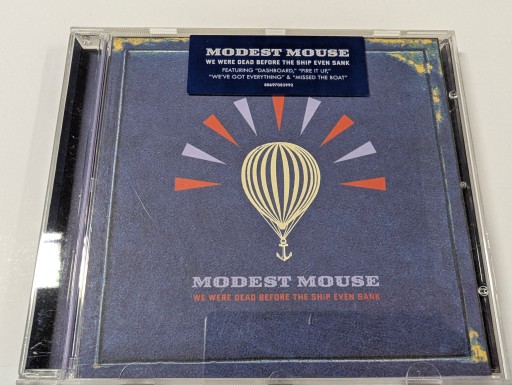 MODEST MOUSE
WE WERE DEAD BEFORE THE SHIP EVEN SANK
FEATURING "DASHBOARD," "FIRE IT UP,"
"WE'VE GOT EVERYTHING" & "MISSED THE BOAT"
88697053992
MODEST MOUSE
WE WERE DEAD BEFORE THE SHIP EVEN SANK